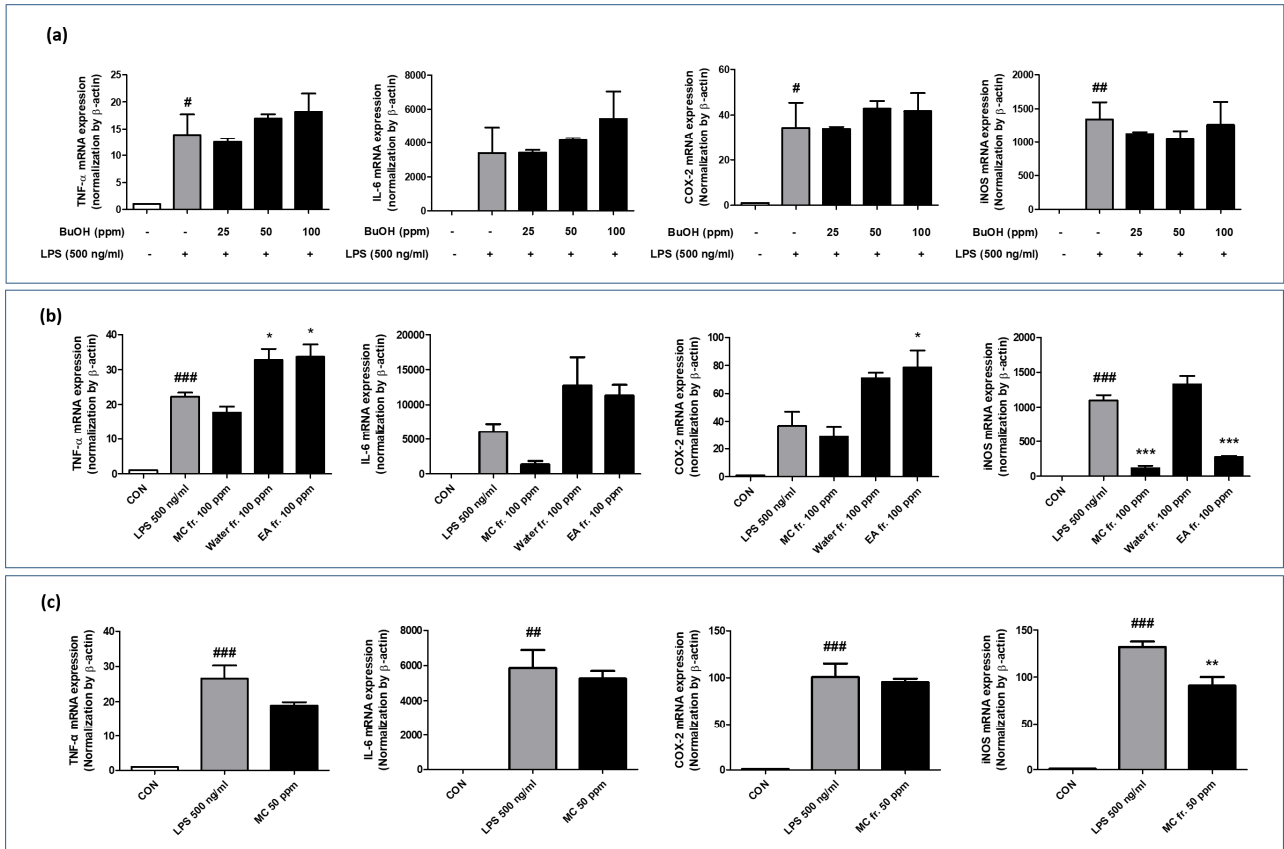 (a)
TNF-α mRNA expression
(normalization by β-actin)
25
20
15
10
5
0
#
BuOH (ppm) - - 25 50 100
LPS (500 ng/ml) - + + + +
IL-6 mRNA expression
(normalization by β-actin)
8000
6000
4000
2000
0
BuOH (ppm) - - 25 50 100
LPS (500 ng/ml) - + + + +
COX-2 mRNA expression
(Normalization by β-actin)
60
40
20
0
#
BuOH (ppm) - - 25 50 100
LPS (500 ng/ml) - + + + +
iNOS mRNA expression
(Normalization by β-actin)
2000
1500
1000
500
0
##
BuOH (ppm) - - 25 50 100
LPS (500 ng/ml) - + + + +
(b)
TNF-α mRNA expression
(normalization by β-actin)
40
30
20
10
0
###
*
*
CON
LPS 500 ng/ml
MC fr. 100 ppm
Water fr. 100 ppm
EA fr. 100 ppm
IL-6 mRNA expression
(normalization by β-actin)
20000
15000
10000
5000
0
CON
LPS 500 ng/ml
MC fr. 100 ppm
Water fr. 100 ppm
EA fr. 100 ppm
COX-2 mRNA expression
(Normalization by β-actin)
100
80
60
40
20
0
*
CON
LPS 500 ng/ml
MC fr. 100 ppm
Water fr. 100 ppm
EA fr. 100 ppm
iNOS mRNA expression
(Normalization by β-actin)
2000
1500
1000
500
0
###
***
***
CON
LPS 500 ng/ml
MC fr. 100 ppm
Water fr. 100 ppm
EA fr. 100 ppm
(c)
TNF-α mRNA expression
(Normalization by β-actin)
40
30
20
10
0
###
CON
LPS 500 ng/ml
MC 50 ppm
IL-6 mRNA expression
(Normalization by β-actin)
8000
6000
4000
2000
0
##
CON
LPS 500 ng/ml
MC 50 ppm
COX-2 mRNA expression
(Normalization by β-actin)
150
100
50
0
###
CON
LPS 500 ng/ml
MC fr. 50 ppm
iNOS mRNA expression
(Normalization by β-actin)
150
100
50
0
###
**
CON
LPS 500 ng/ml
MC fr. 50 ppm